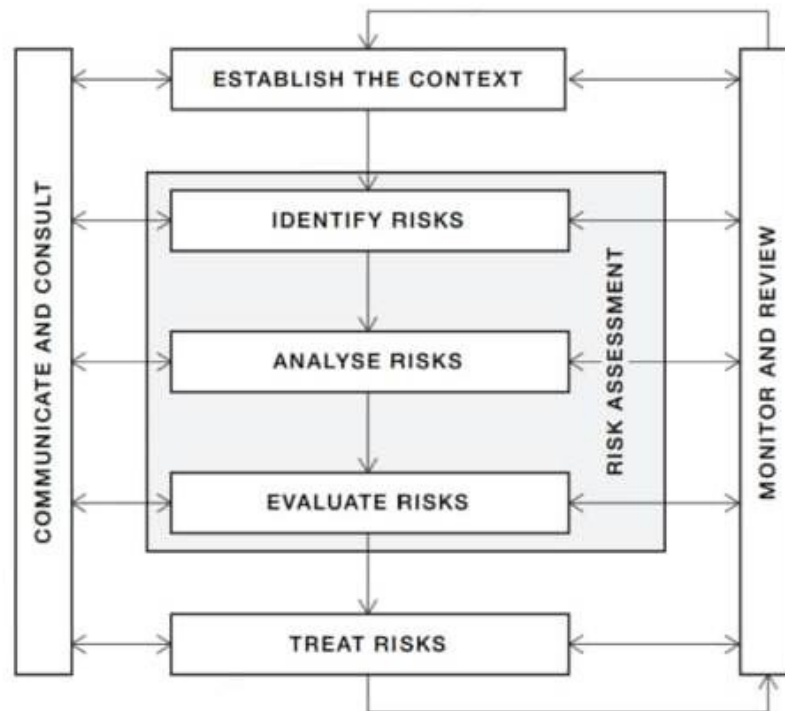 ESTABLISH THE CONTEXT
IDENTIFY RISKS
ANALYSE RISKS
EVALUATE RISKS
TREAT RISKS
COMMUNICATE AND CONSULT
RISK ASSESSMENT
MONITOR AND REVIEW